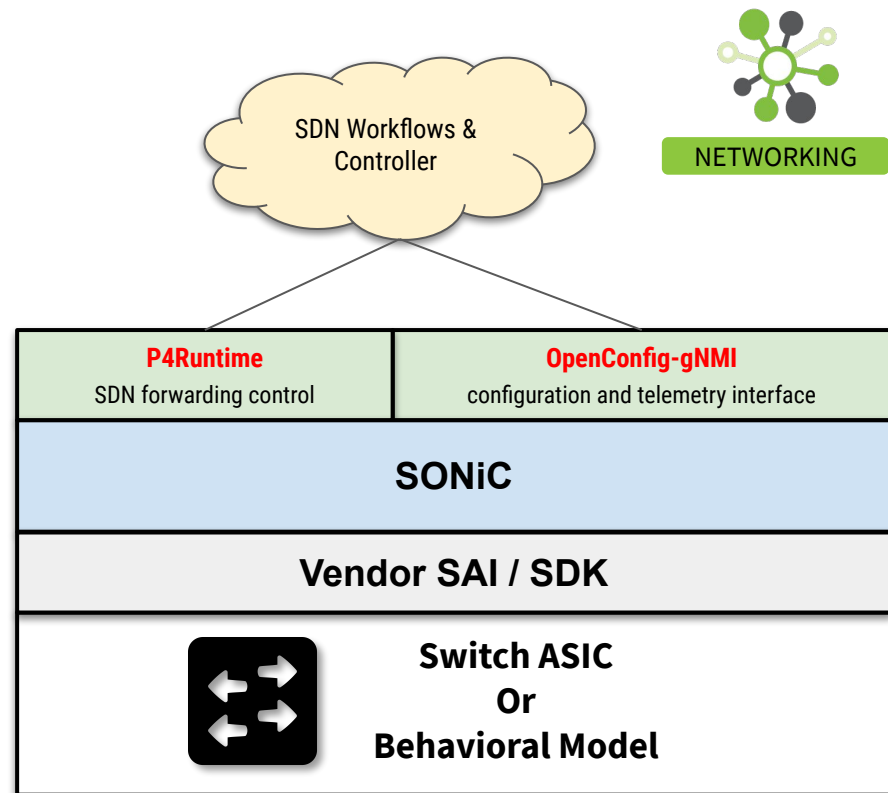 SDN Workflows &
Controller
NETWORKING
P4Runtime
SDN forwarding control
OpenConfig-gNMI
configuration and telemetry interface
SONiC
Vendor SAI / SDK
Switch ASIC
Or
Behavioral Model